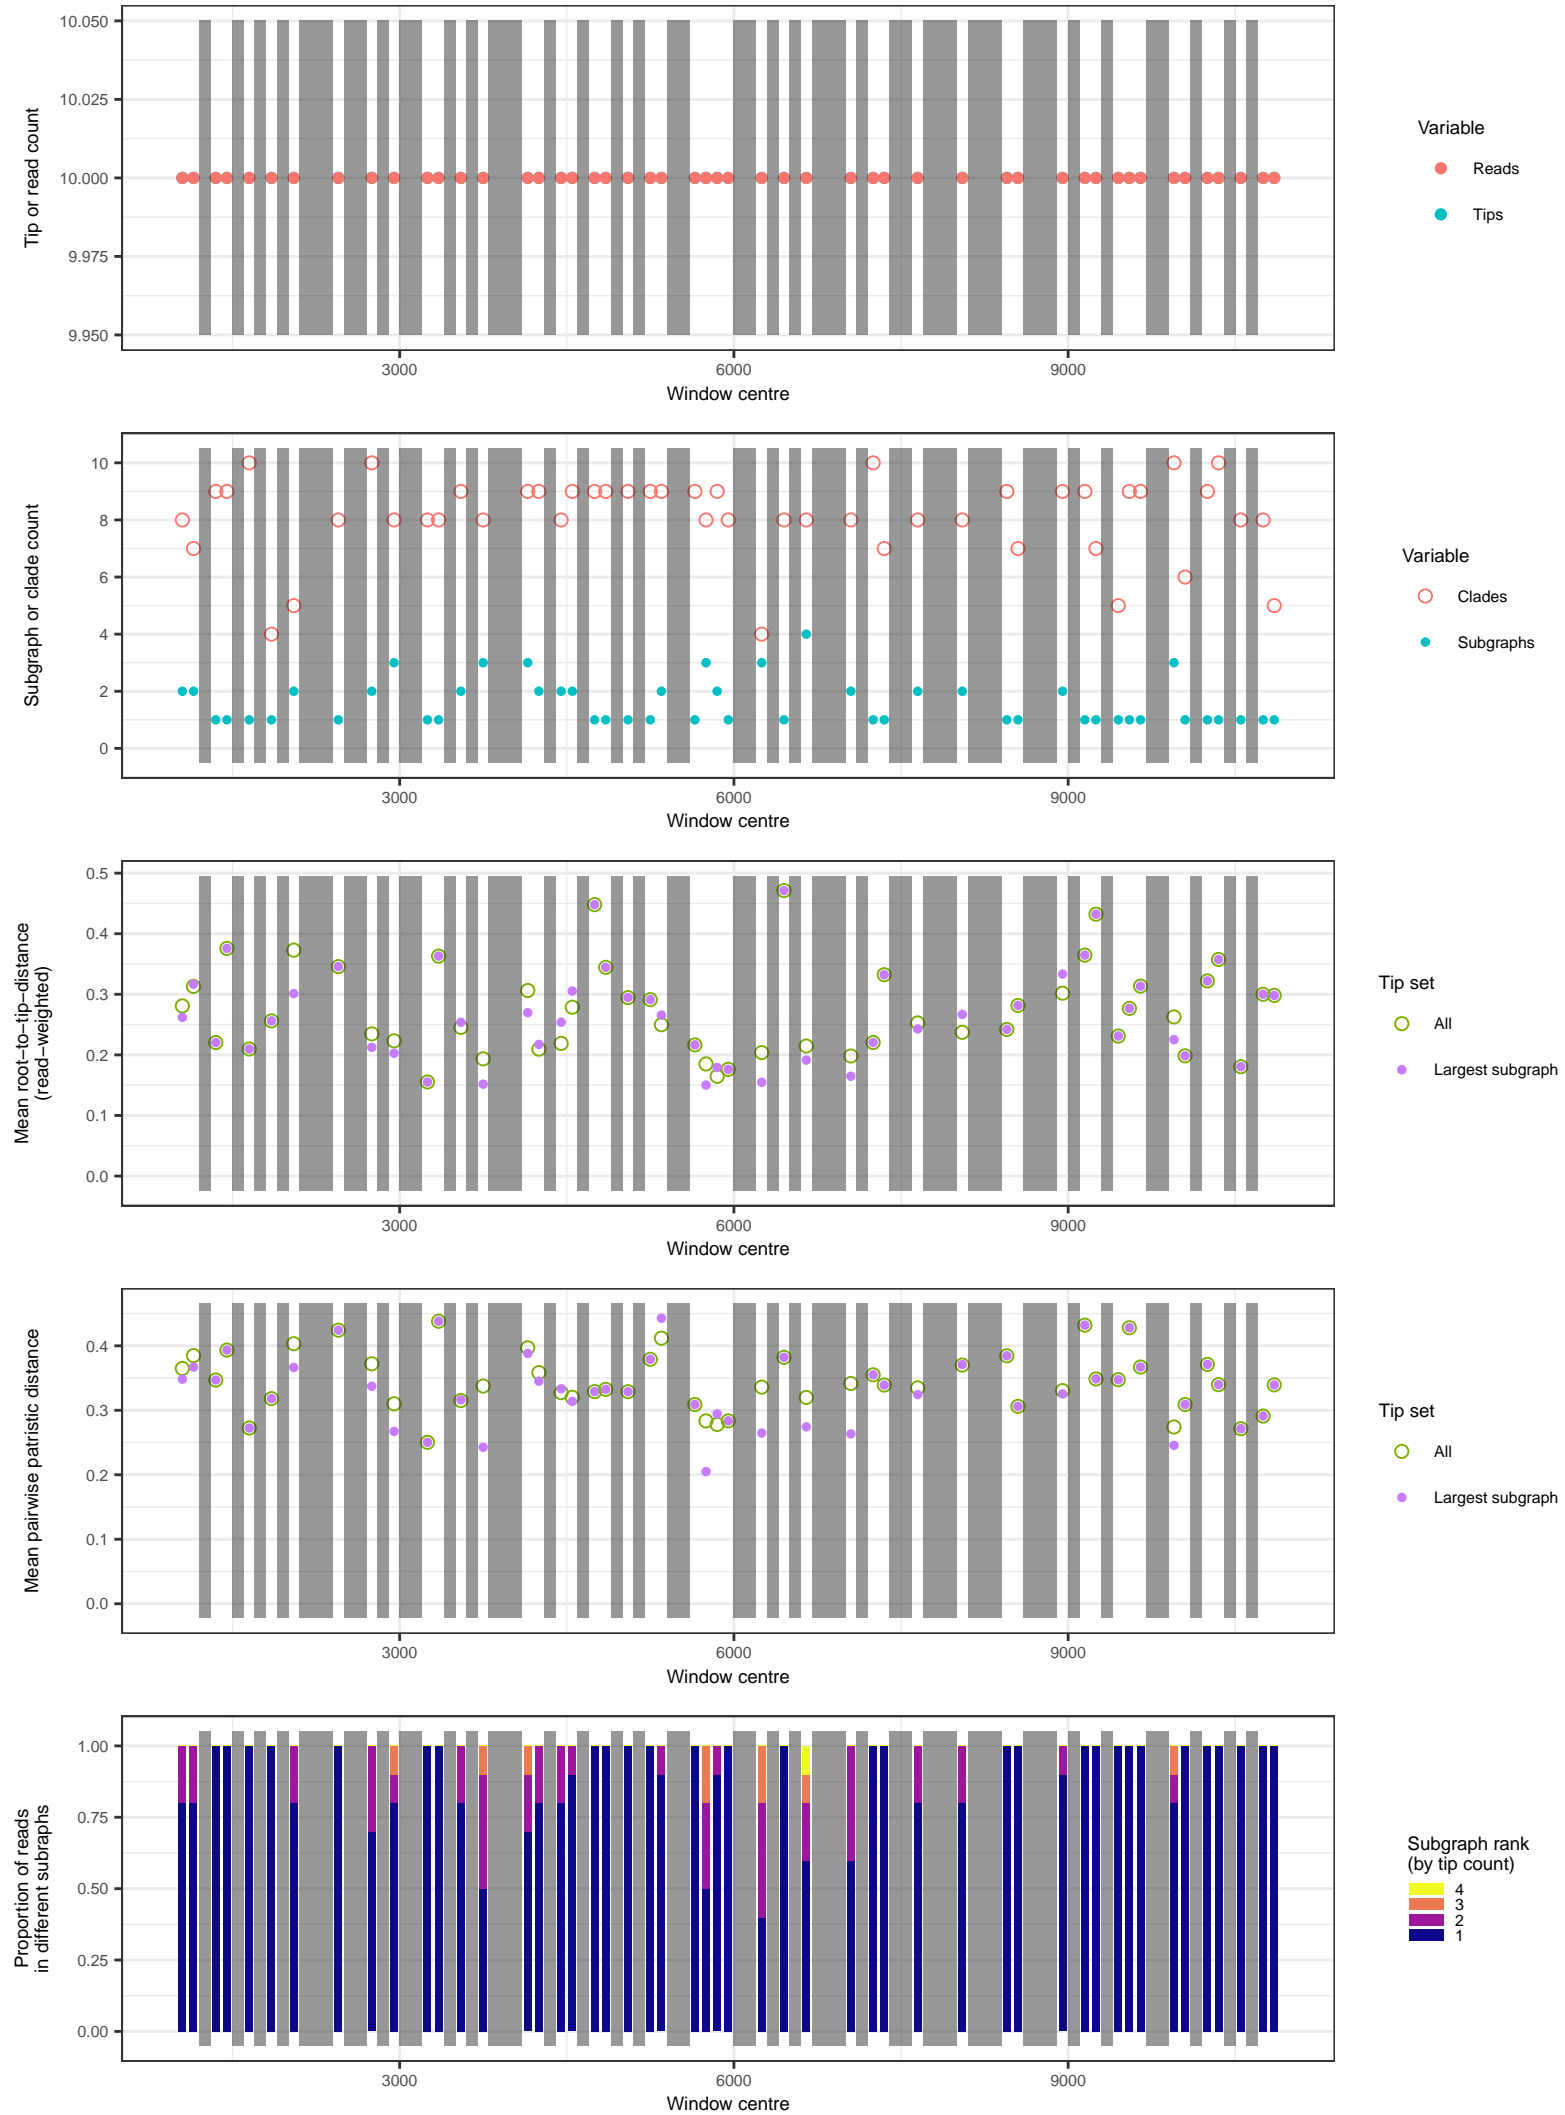 10.050
10.025
10.000
9.975
9.950
Tip or read count
3000 6000 9000
Window centre
Variable
Reads
Tips
10
8
6
4
2
0
Subgraph or clade count
3000 6000 9000
Window centre
Variable
Clades
Subgraphs
0.5
0.4
0.3
0.2
0.1
0.0
Mean root−to−tip−distance
(read−weighted)
3000 6000 9000
Window centre
Tip set
All
Largest subgraph
0.4
0.3
0.2
0.1
0.0
Mean pairwise patristic distance
3000 6000 9000
Window centre
Tip set
All
Largest subgraph
1.00
0.75
0.50
0.25
0.00
Proportion of reads
in different subraphs
3000 6000 9000
Window centre
Subgraph rank
(by tip count)
4
3
2
1